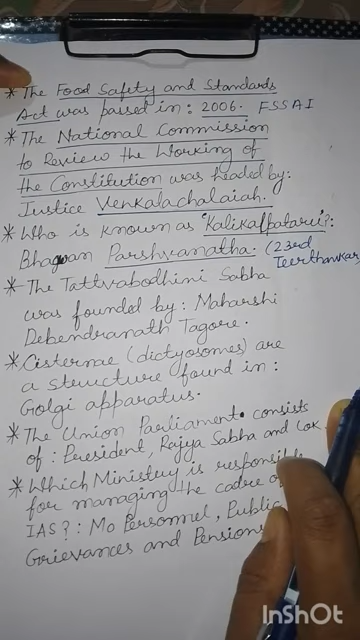 * The Food Safety and Standards
Act was passed in: 2006. FSSAI
* The National Commission
to Review the Working of
the Constitution was headed by:
Justice Venkalachalaiah.
* Who is known as 'Kalikalpataru'?:
Bhagwan Parshvanatha. (23rd
Teerthankar
* The Tattvabodhini Sabha
was founded by: Maharshi
Debendranath Tagore.
* Cisternae (dictyosomes) are
a structure found in:
Golgi apparatus.
* The Union Parliament consists
of: President, Rajya Sabha and Lok
* Which Ministry is responsible
for managing the cadre of
IAS?: Mo Personnel, Public
Grievances and Pensions
InShOt